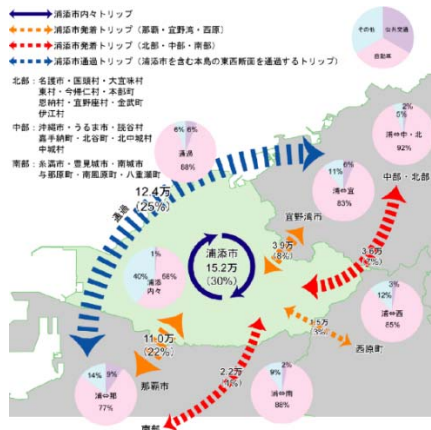 浦添市内々トリップ
浦添市発着トリップ（那覇・宜野湾・西原）
浦添市発着トリップ（北部・中部・南部）
浦添市通過トリップ（浦添市を含む本島の東西断面を通過するトリップ）
その他
公共交通
自動車
北部：名護市・国頭村・大宜味村
東村・今帰仁村・本部町
恩納村・宜野座村・金武町
伊江村
中部：沖縄市・うるま市・読谷村
嘉手納町・北谷町・北中城村
中城村
南部：糸満市・豊見城市・南城市
与那原町・南風原町・八重瀬町
2%
5%
浦⇔中・北
92%
中部・北部
6% 6%
通過
88%
6%
11%
浦⇔宜
83%
宜野湾市
通過
12.4万
(25%)
3.9万
(8%)
浦添市
15.2万
(30%)
1%
40%
58%
浦添
内々
3%
12%
浦⇔西
85%
1.5万
(3%)
西原町
11.0万
(22%)
那覇市
14% 9%
浦⇔那
77%
2.2万
南部
2%
9%
浦⇔南
88%